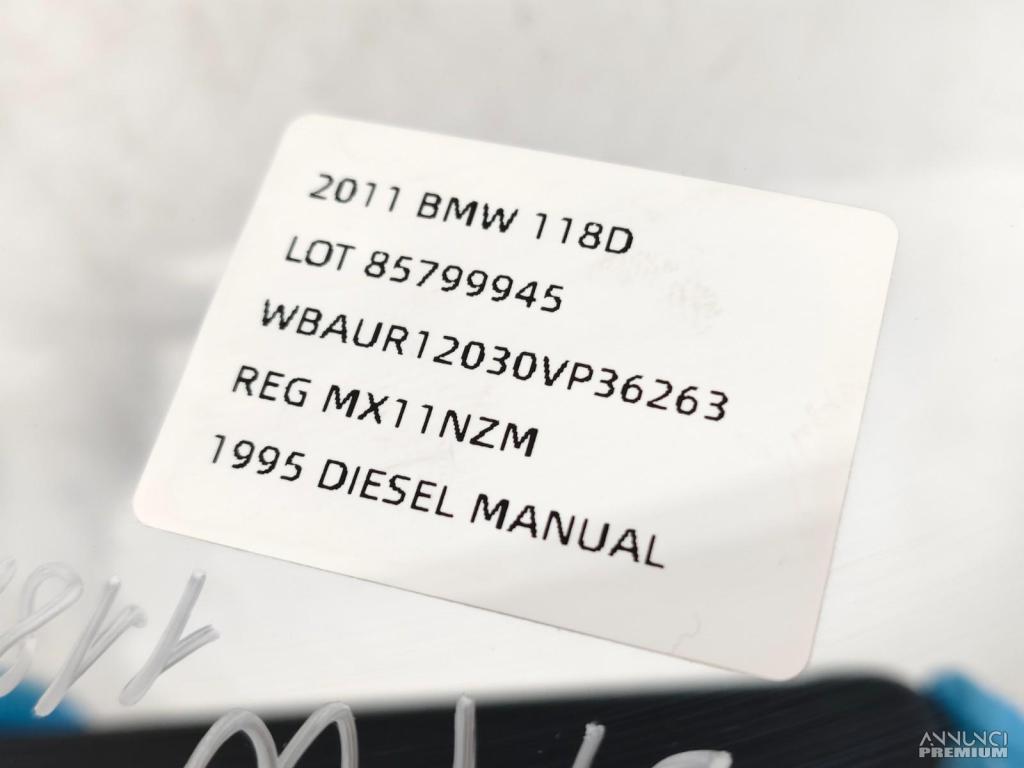 2011 BMW 118D
LOT 85799945
WBAUR12030VP36263
REG MX11NZM
1995 DIESEL MANUAL
ANNUNCI
PREMIUM